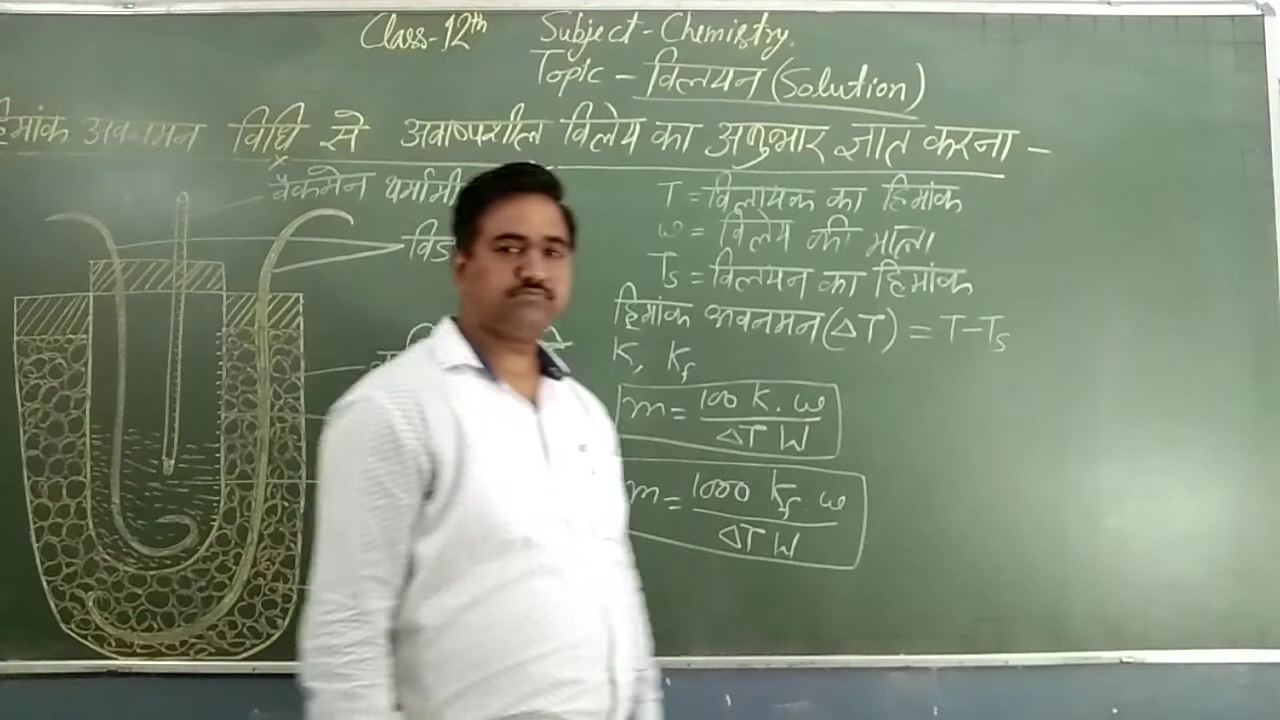 Class-12th Subject-Chemistry.
Topic - विलयन (Solution)
हिमांक अवनमन विधि से अवाष्पशील विलेय का अणुभार ज्ञात करना -
बैकमेन थर्मामी
T = विलायक का हिमांक
w = विलेय की मात्रा
Ts = विलयन का हिमांक
हिमांक अवनमन (ΔT) = T-Ts
K, Kf
m = 100 K. w / ΔT W
m = 1000 Kf. w / ΔT W